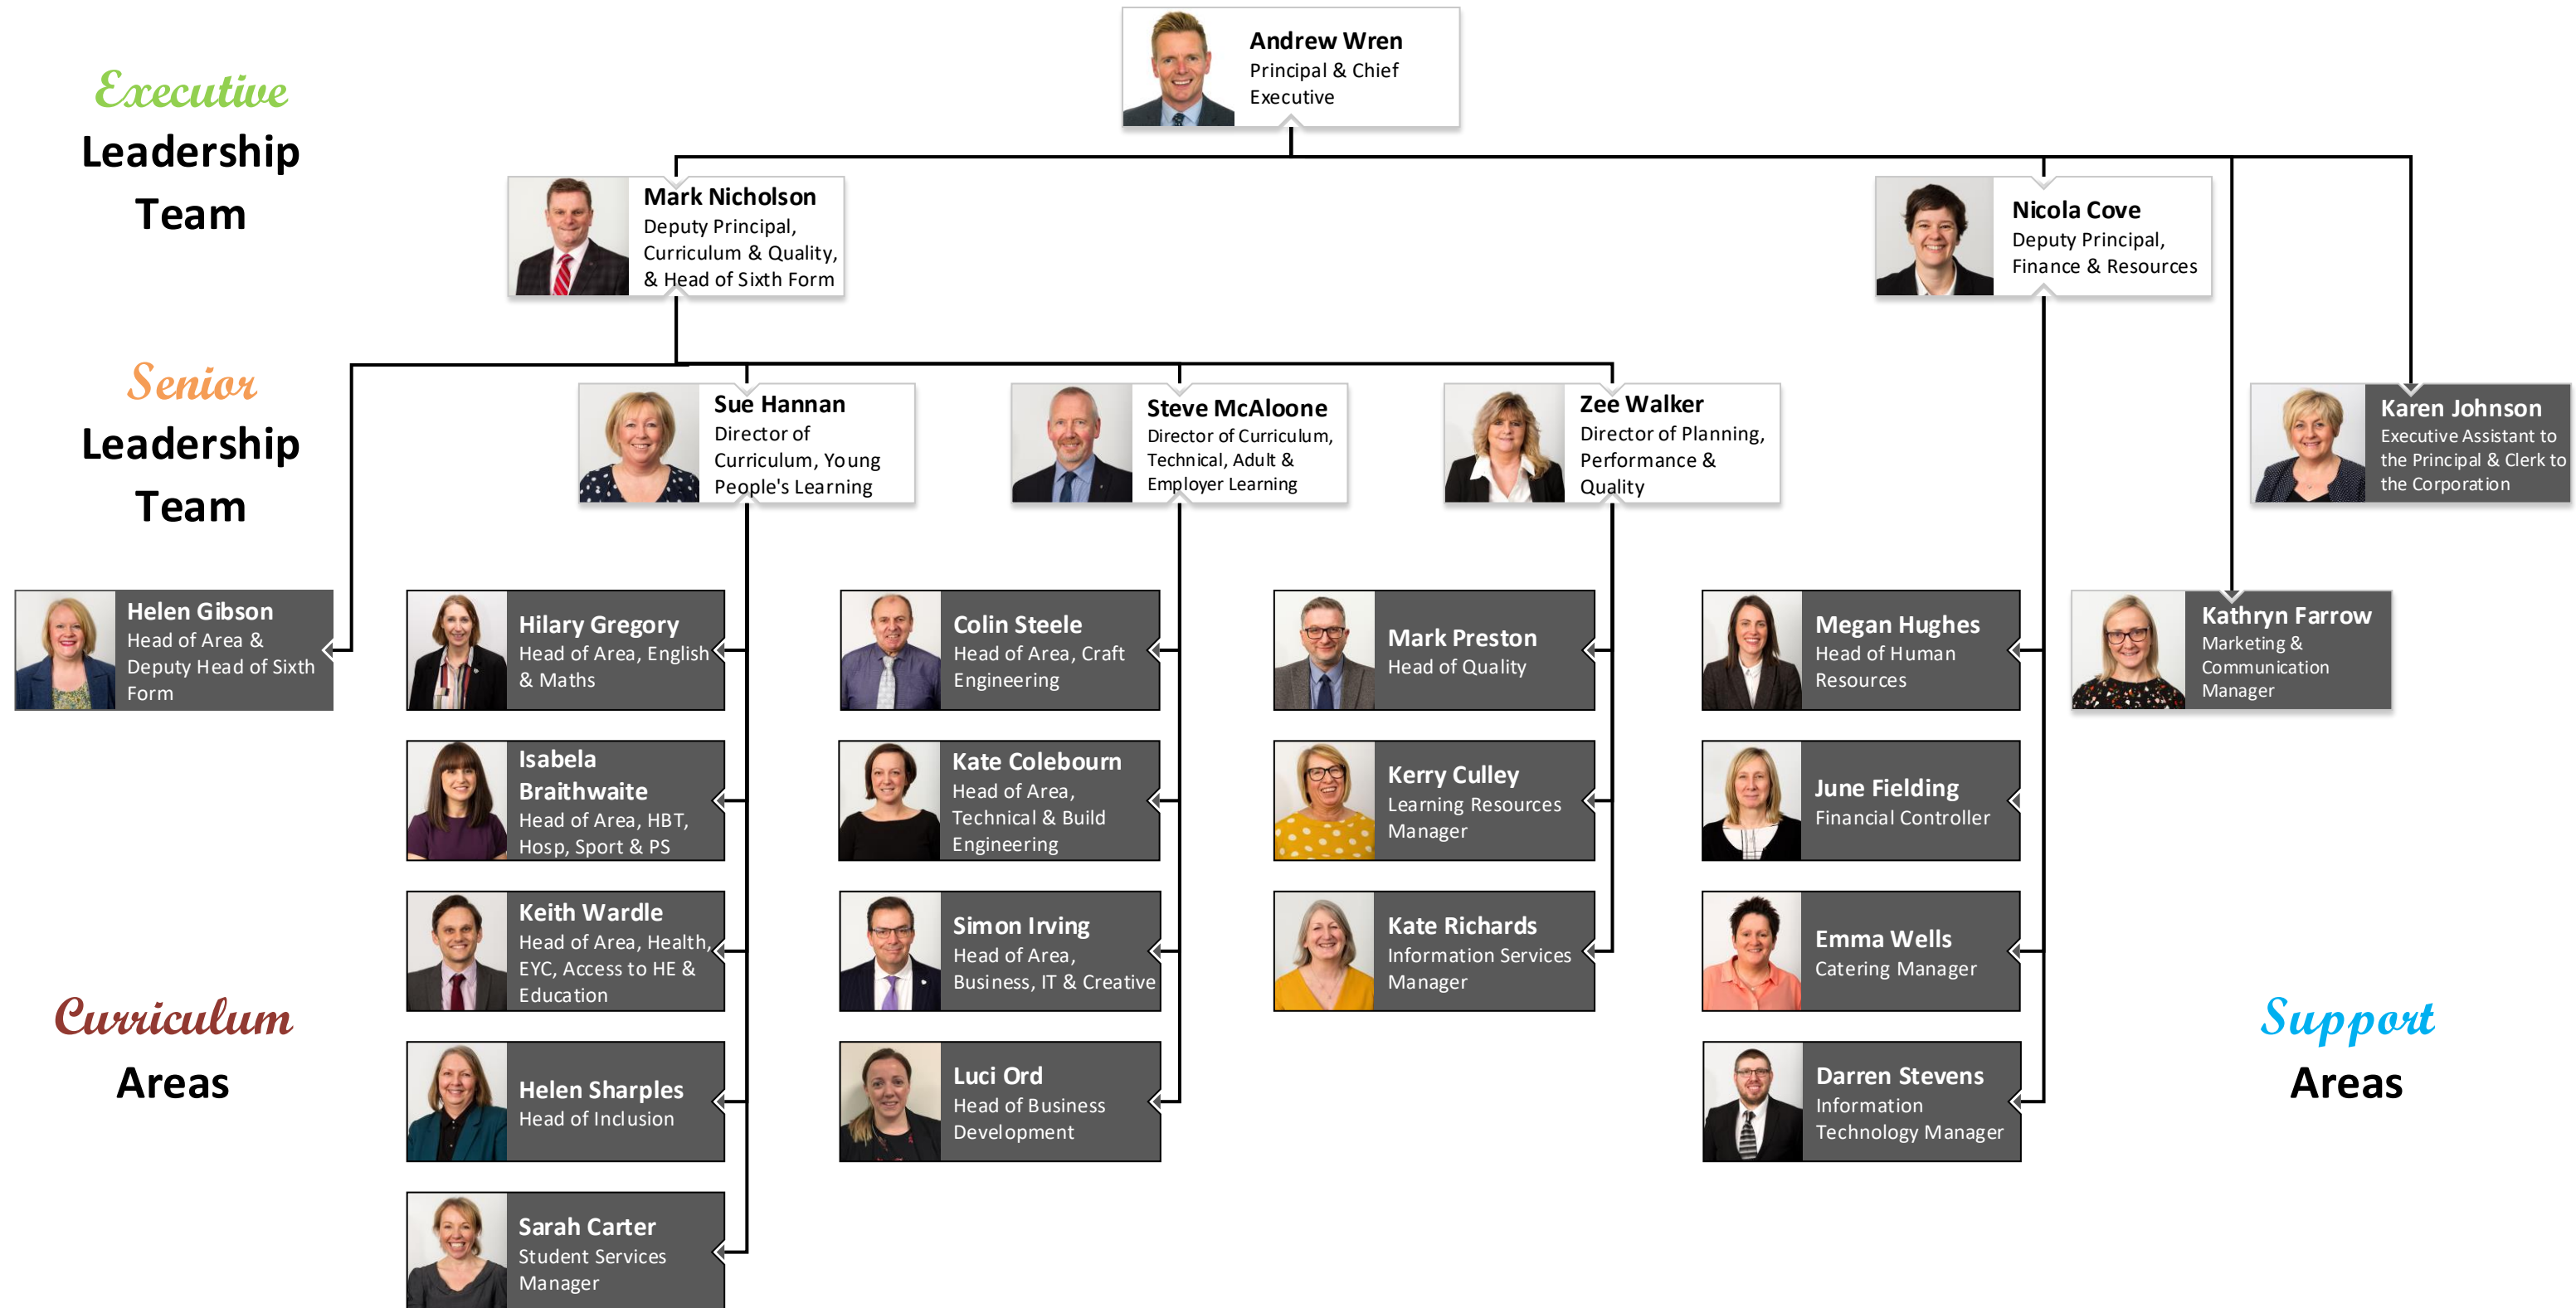 Andrew Wren
Principal & Chief
Executive
Executive
Leadership
Team
Mark Nicholson
Deputy Principal,
Curriculum & Quality,
& Head of Sixth Form
Nicola Cove
Deputy Principal,
Finance & Resources
Senior
Leadership
Team
Sue Hannan
Director of
Curriculum, Young
People's Learning
Steve McAloone
Director of Curriculum,
Technical, Adult &
Employer Learning
Zee Walker
Director of Planning,
Performance &
Quality
Karen Johnson
Executive Assistant to
the Principal & Clerk to
the Corporation
Helen Gibson
Head of Area &
Deputy Head of Sixth
Form
Hilary Gregory
Head of Area, English
& Maths
Colin Steele
Head of Area, Craft
Engineering
Mark Preston
Head of Quality
Megan Hughes
Head of Human
Resources
Kathryn Farrow
Marketing &
Communication
Manager
Isabela
Braithwaite
Head of Area, HBT,
Hosp, Sport & PS
Kate Colebourn
Head of Area,
Technical & Build
Engineering
Kerry Culley
Learning Resources
Manager
June Fielding
Financial Controller
Keith Wardle
Head of Area, Health,
EYC, Access to HE &
Education
Simon Irving
Head of Area,
Business, IT & Creative
Kate Richards
Information Services
Manager
Emma Wells
Catering Manager
Curriculum
Areas
Support
Areas
Helen Sharples
Head of Inclusion
Luci Ord
Head of Business
Development
Darren Stevens
Information
Technology Manager
Sarah Carter
Student Services
Manager